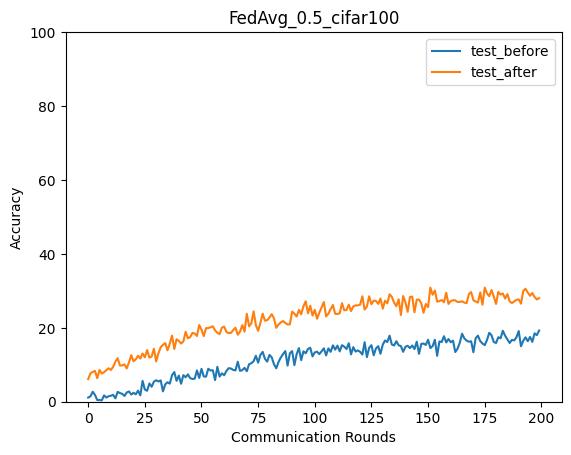 FedAvg_0.5_cifar100
test_before
test_after
100
80
60
40
20
0
Accuracy
0 25 50 75 100 125 150 175 200
Communication Rounds